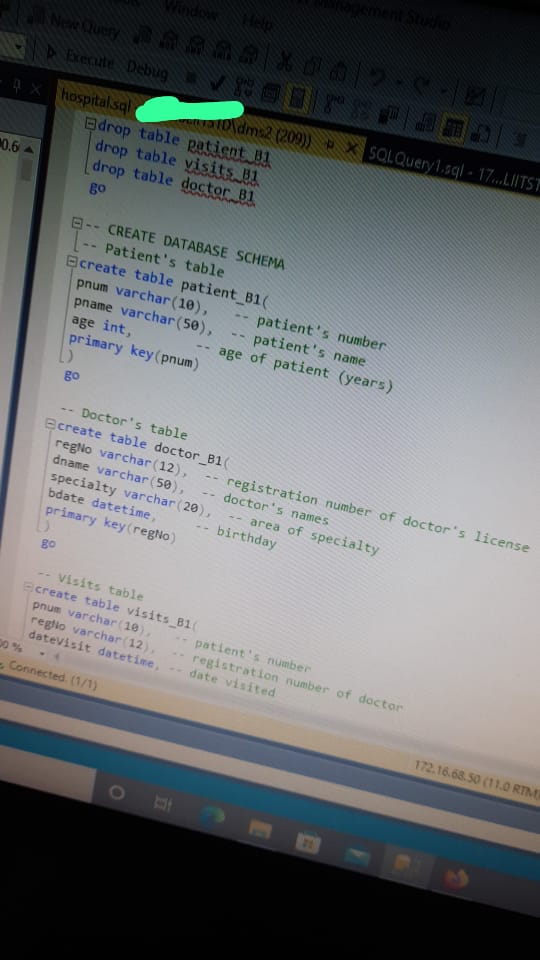 Management Studio
Window Help
New Query
Execute Debug
hospital.sql
\dms2 (209))
SQLQuery1.sql - 17...LIITST
drop table patient_B1
drop table visits_B1
drop table doctor_B1
go
-- CREATE DATABASE SCHEMA
-- Patient's table
create table patient_B1(
pnum varchar(10), -- patient's number
pname varchar(50), -- patient's name
age int, -- age of patient (years)
primary key(pnum)
)
go
-- Doctor's table
create table doctor_B1(
regNo varchar(12), -- registration number of doctor's license
dname varchar(50), -- doctor's names
specialty varchar(20), -- area of specialty
bdate datetime, -- birthday
primary key(regNo)
)
go
-- Visits table
create table visits_B1(
pnum varchar(10), -- patient's number
regNo varchar(12), -- registration number of doctor
dateVisit datetime, -- date visited
00 %
Connected. (1/1)
172.16.68.50 (11.0 RTM)